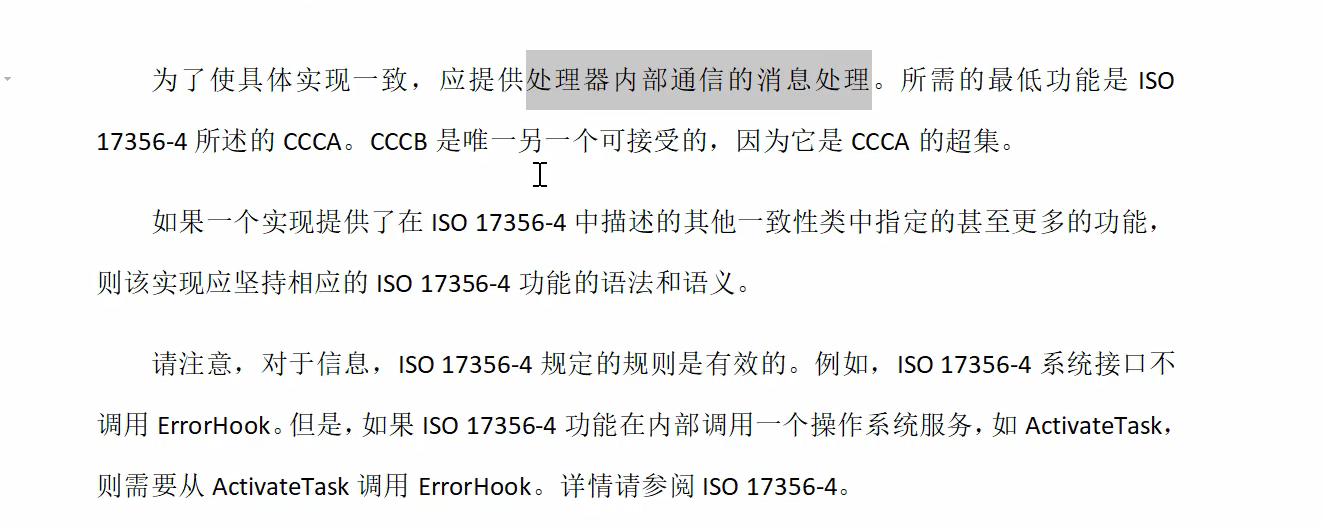 为了使具体实现一致，应提供处理器内部通信的消息处理。所需的最低功能是 ISO
17356-4 所述的 CCCA。CCCB 是唯一另一个可接受的，因为它是 CCCA 的超集。
如果一个实现提供了在 ISO 17356-4 中描述的其他一致性类中指定的甚至更多的功能，
则该实现应坚持相应的 ISO 17356-4 功能的语法和语义。
请注意，对于信息，ISO 17356-4 规定的规则是有效的。例如，ISO 17356-4 系统接口不
调用 ErrorHook。但是，如果 ISO 17356-4 功能在内部调用一个操作系统服务，如 ActivateTask，
则需要从 ActivateTask 调用 ErrorHook。详情请参阅 ISO 17356-4。